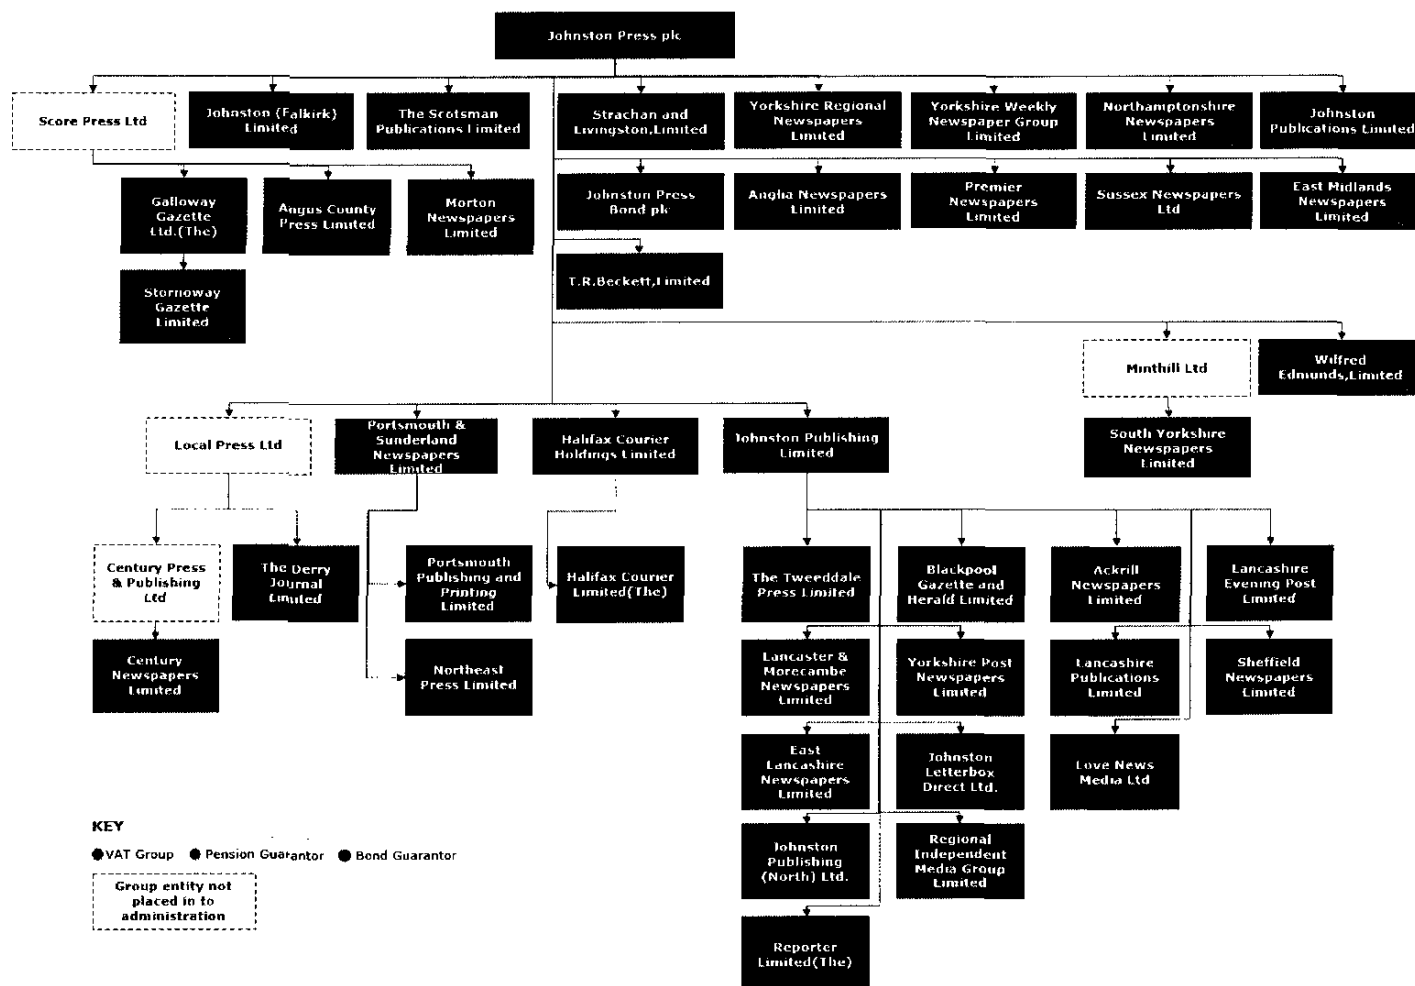 Johnston Press plc
Score Press Ltd
Johnston (Falkirk)
Limited
The Scotsman
Publications Limited
Strachan and
Livingston,Limited
Yorkshire Regional
Newspapers
Limited
Yorkshire Weekly
Newspaper Group
Limited
Northamptonshire
Newspapers
Limited
Johnston
Publications Limited
Galloway
Gazette
Ltd.(The)
Angus County
Press Limited
Morton
Newspapers
Limited
Johnston Press
Bond plc
Anglia Newspapers
Limited
Premier
Newspapers
Limited
Sussex Newspapers
Ltd
East Midlands
Newspapers
Limited
Stornoway
Gazette
Limited
T.R.Beckett,Limited
Minthill Ltd
Wilfred
Edmunds,Limited
Local Press Ltd
Portsmouth &
Sunderland
Newspapers
Limited
Halifax Courier
Holdings Limited
Johnston Publishing
Limited
South Yorkshire
Newspapers
Limited
Century Press
& Publishing
Ltd
The Derry
Journal
Limited
Portsmouth
Publishing and
Printing
Limited
Halifax Courier
Limited(The)
The Tweeddale
Press Limited
Blackpool
Gazette and
Herald Limited
Ackrill
Newspapers
Limited
Lancashire
Evening Post
Limited
Century
Newspapers
Limited
Northeast
Press Limited
Lancaster &
Morecambe
Newspapers
Limited
Yorkshire Post
Newspapers
Limited
Lancashire
Publications
Limited
Sheffield
Newspapers
Limited
East
Lancashire
Newspapers
Limited
Johnston
Letterbox
Direct Ltd.
Love News
Media Ltd
Johnston
Publishing
(North) Ltd.
Regional
Independent
Media Group
Limited
Reporter
Limited(The)
KEY
VAT Group Pension Guarantor Bond Guarantor
Group entity not
placed in to
administration